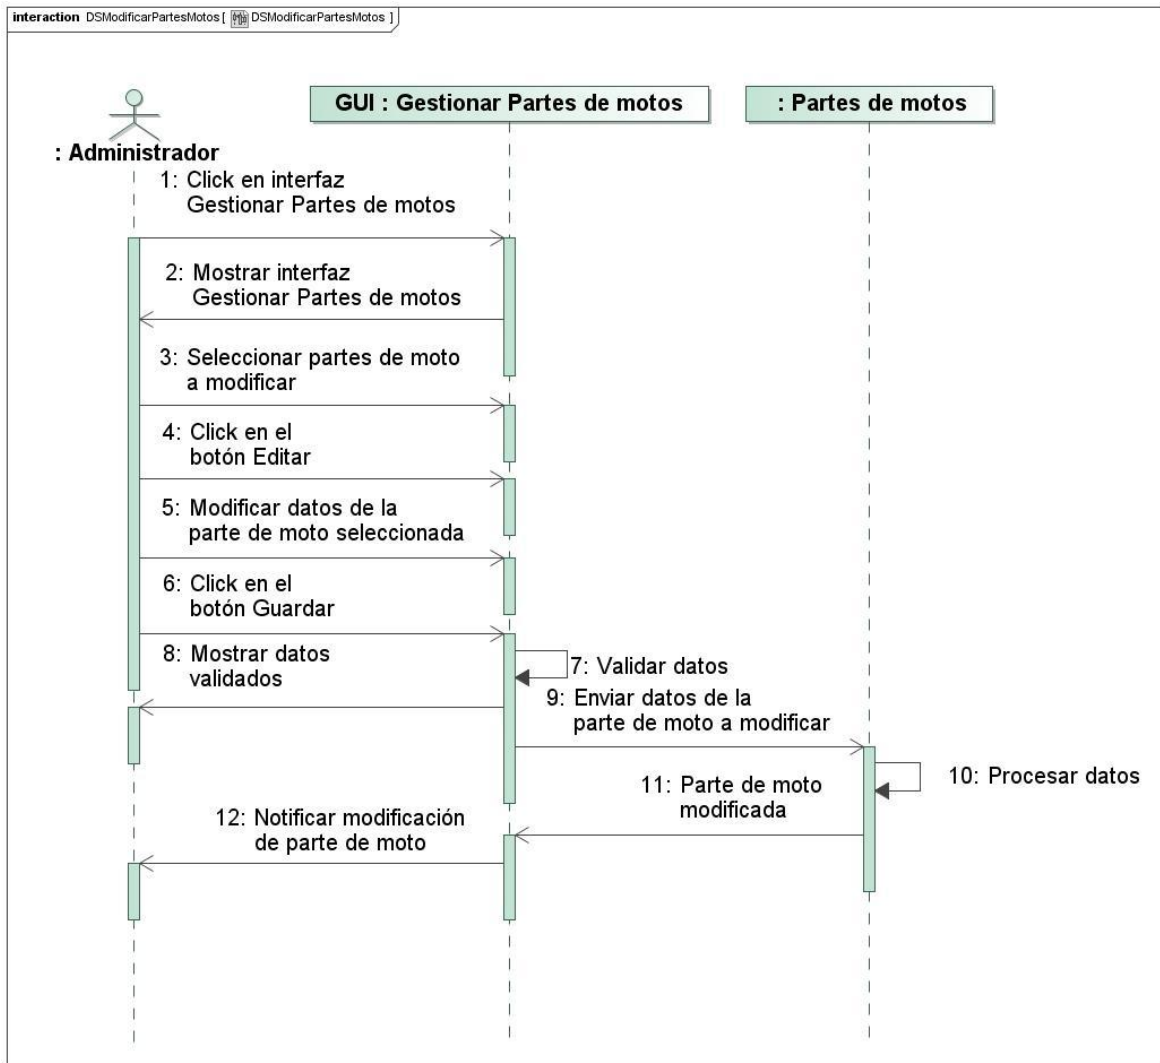 interaction DSModificarPartesMotos [ DSModificarPartesMotos ]
GUI : Gestionar Partes de motos
: Partes de motos
: Administrador
1: Click en interfaz
Gestionar Partes de motos
2: Mostrar interfaz
Gestionar Partes de motos
3: Seleccionar partes de moto
a modificar
4: Click en el
botón Editar
5: Modificar datos de la
parte de moto seleccionada
6: Click en el
botón Guardar
8: Mostrar datos
validados
7: Validar datos
9: Enviar datos de la
parte de moto a modificar
10: Procesar datos
11: Parte de moto
modificada
12: Notificar modificación
de parte de moto